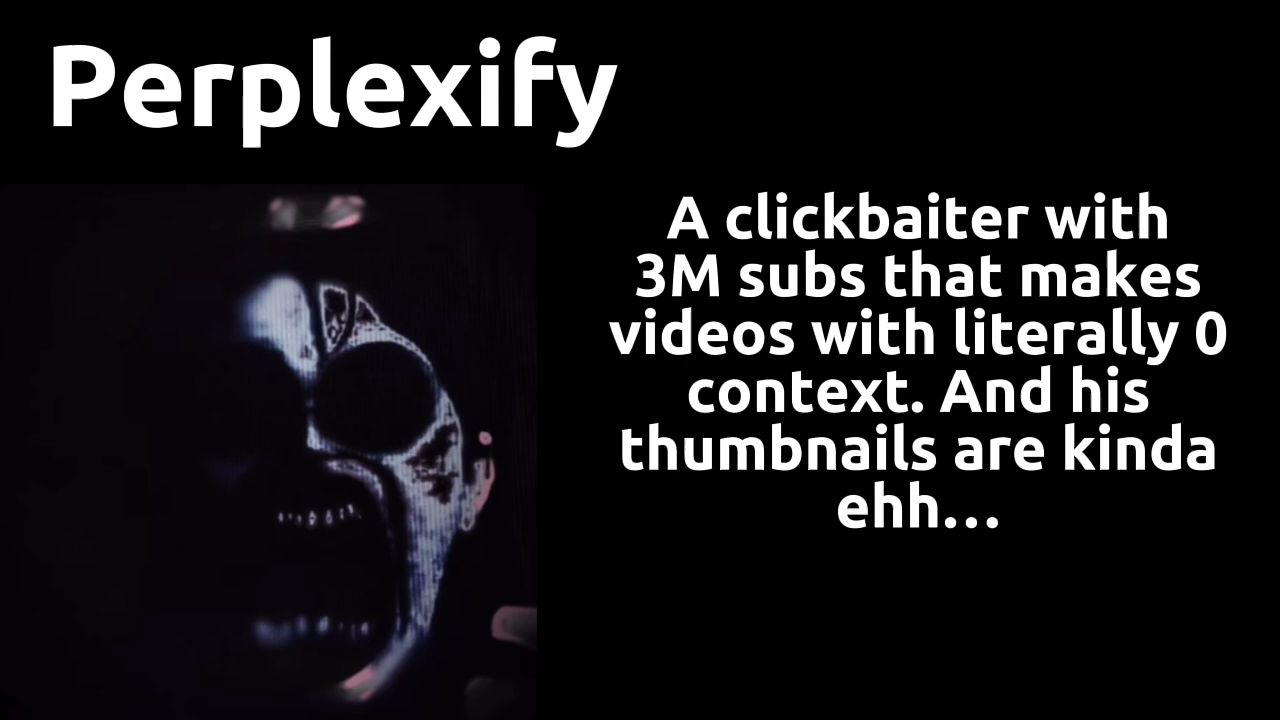 Perplexify
A clickbaiter with
3M subs that makes
videos with literally 0
context. And his
thumbnails are kinda
ehh...